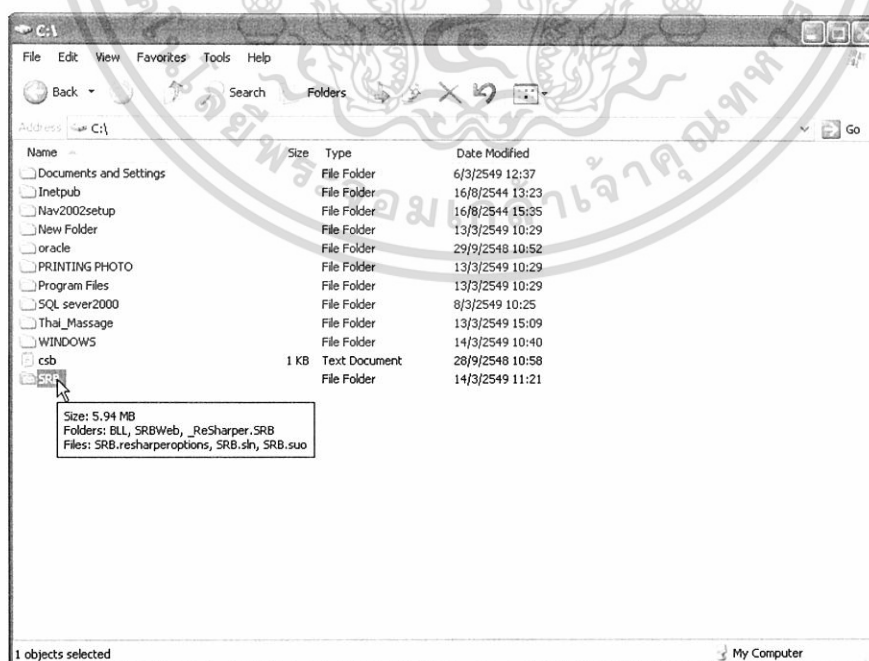 C:\
File Edit View Favorites Tools Help
Back Search Folders
Address C:\ Go
Name Size Type Date Modified
Documents and Settings File Folder 6/3/2549 12:37
Inetpub File Folder 16/8/2544 13:23
Nav2002setup File Folder 16/8/2544 15:35
New Folder File Folder 13/3/2549 10:29
oracle File Folder 29/9/2548 10:52
PRINTING PHOTO File Folder 13/3/2549 10:29
Program Files File Folder 13/3/2549 10:29
SQL sever2000 File Folder 8/3/2549 10:25
Thai_Massage File Folder 13/3/2549 15:09
WINDOWS File Folder 14/3/2549 10:40
csb 1 KB Text Document 28/9/2548 10:58
SRB File Folder 14/3/2549 11:21
Size: 5.94 MB
Folders: BLL, SRBWeb, _ReSharper.SRB
Files: SRB.resharperoptions, SRB.sln, SRB.suo
1 objects selected My Computer